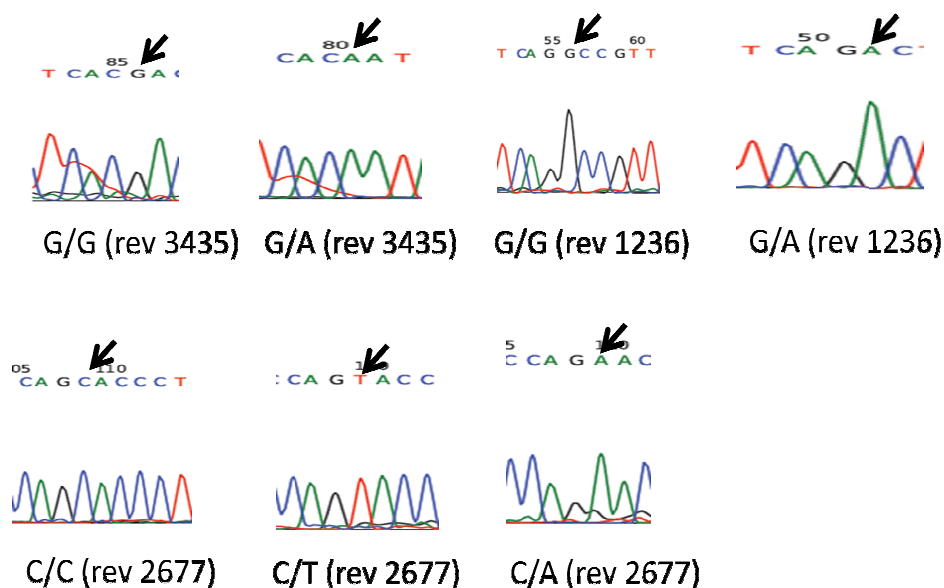 85
T C A C G A C
G/G (rev 3435)
80
C A C A A T
G/A (rev 3435)
55 60
T C A G G C C G T T
G/G (rev 1236)
50
T C A G A C T
G/A (rev 1236)
05 110
C A G C A C C C T
C/C (rev 2677)
C C A G T A C C
C/T (rev 2677)
5
C C A G A A C
C/A (rev 2677)